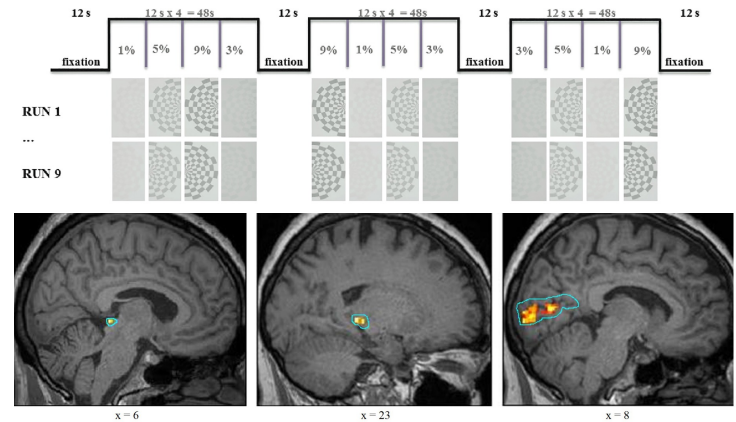 12 s 12 s x 4 = 48s 12 s 12 s x 4 = 48s 12 s 12 s x 4 = 48s 12 s
1% 5% 9% 3% 9% 1% 5% 3% 3% 5% 1% 9%
fixation fixation fixation fixation
RUN 1
...
RUN 9
x = 6 x = 23 x = 8